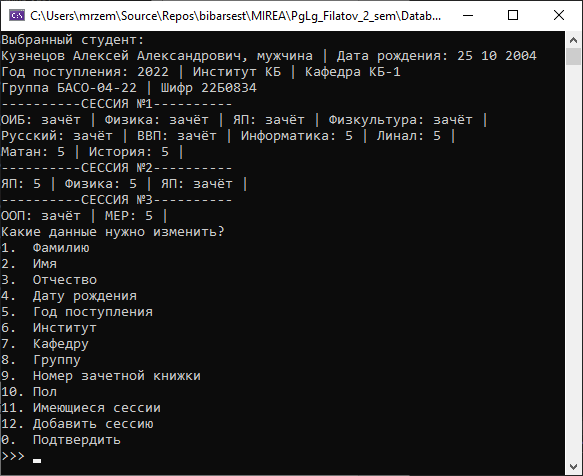 C:\Users\mrzem\Source\Repos\bibarsest\MIREA\PgLg_Filatov_2_sem\Datab...
Выбранный студент:
Кузнецов Алексей Александрович, мужчина | Дата рождения: 25 10 2004
Год поступления: 2022 | Институт КБ | Кафедра КБ-1
Группа БАСО-04-22 | Шифр 22Б0834
----------СЕССИЯ №1----------
ОИБ: зачёт | Физика: зачёт | ЯП: зачёт | Физкультура: зачёт |
Русский: зачёт | ВВП: зачёт | Информатика: 5 | Линал: 5 |
Матан: 5 | История: 5 |
----------СЕССИЯ №2----------
ЯП: 5 | Физика: 5 | ЯП: зачёт |
----------СЕССИЯ №3----------
ООП: зачёт | МЕР: 5 |
Какие данные нужно изменить?
1.  Фамилию
2.  Имя
3.  Отчество
4.  Дату рождения
5.  Год поступления
6.  Институт
7.  Кафедру
8.  Группу
9.  Номер зачетной книжки
10. Пол
11. Имеющиеся сессии
12. Добавить сессию
0.  Подтвердить
>>> _